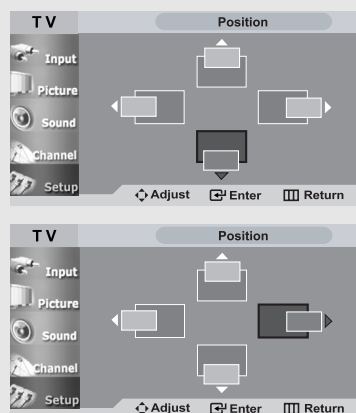 TV Position
Input
Picture
Sound
Channel
Setup
Adjust Enter Return
TV Position
Input
Picture
Sound
Channel
Setup
Adjust Enter Return